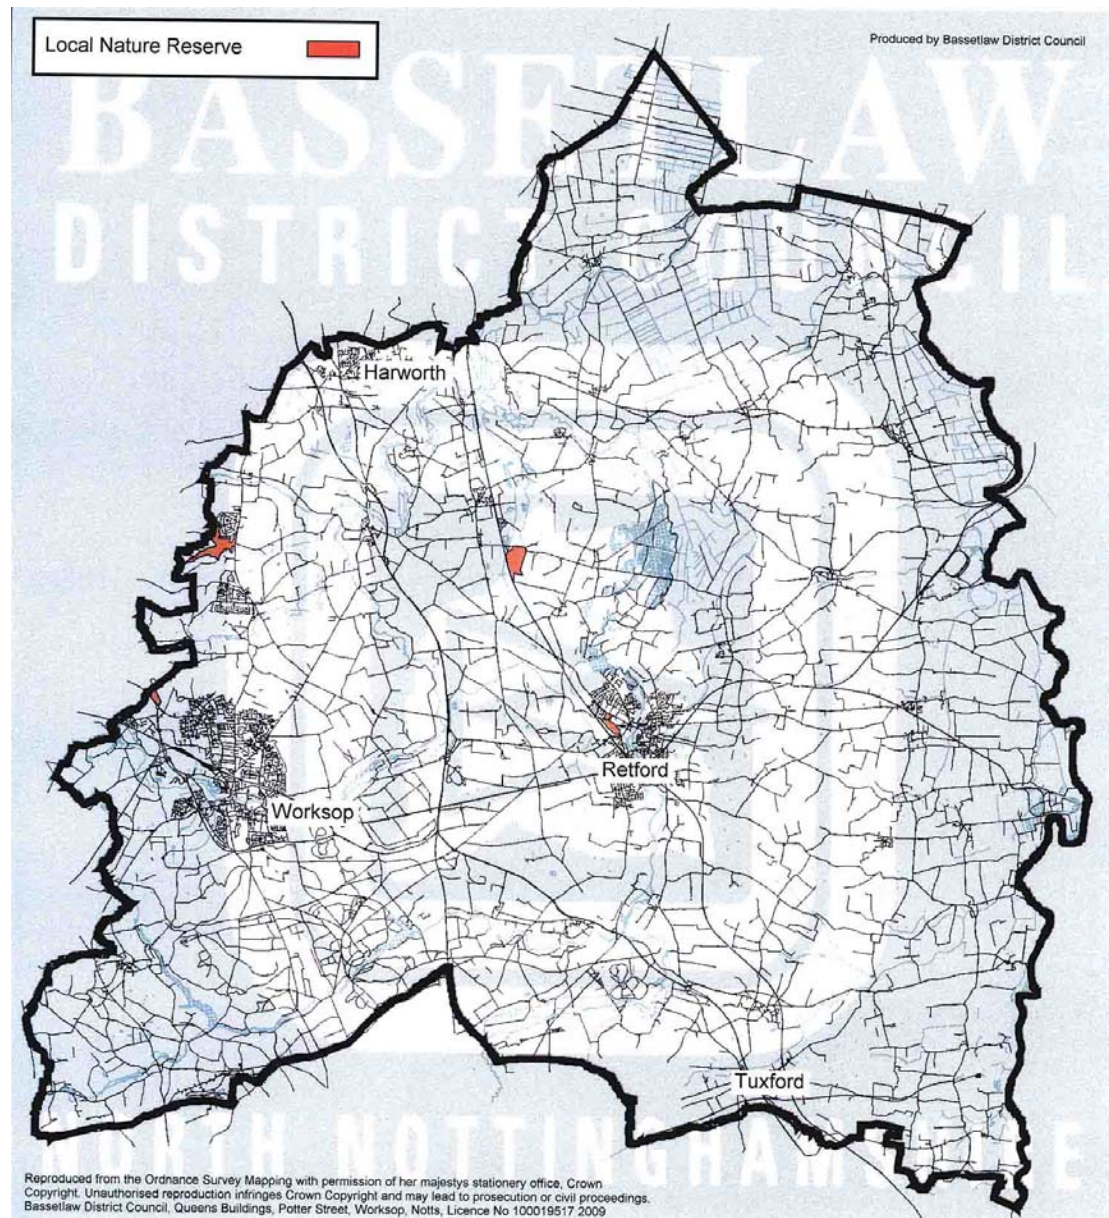 Local Nature Reserve
Produced by Bassetlaw District Council
BASSETLAW
DISTRICT COUNCIL
Harworth
Retford
Worksop
Tuxford
NORTH NOTTINGHAMSHIRE
Reproduced from the Ordnance Survey Mapping with permission of her majestys stationery office, Crown
Copyright. Unauthorised reproduction infringes Crown Copyright and may lead to prosecution or civil proceedings.
Bassetlaw District Council, Queens Buildings, Potter Street, Worksop, Notts, Licence No 100019517 2009